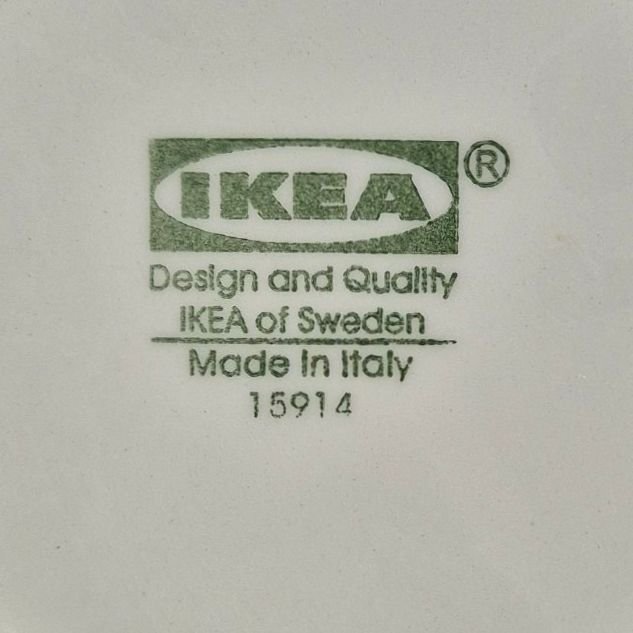 IKEA®
Design and Quality
IKEA of Sweden
Made in Italy
15914